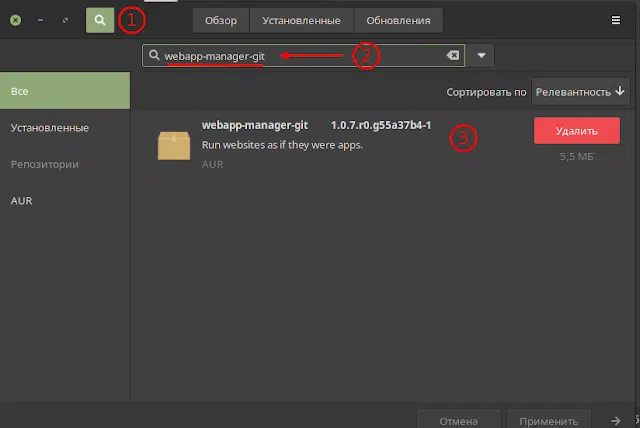 1
Обзор
Установленные
Обновления
webapp-manager-git
2
Все
Сортировать по
Релевантность
webapp-manager-git 1.0.7.r0.g55a37b4-1
3
Удалить
Установленные
Run websites as if they were apps.
5,5 МБ
Репозитории
AUR
AUR
Отмена
Применить